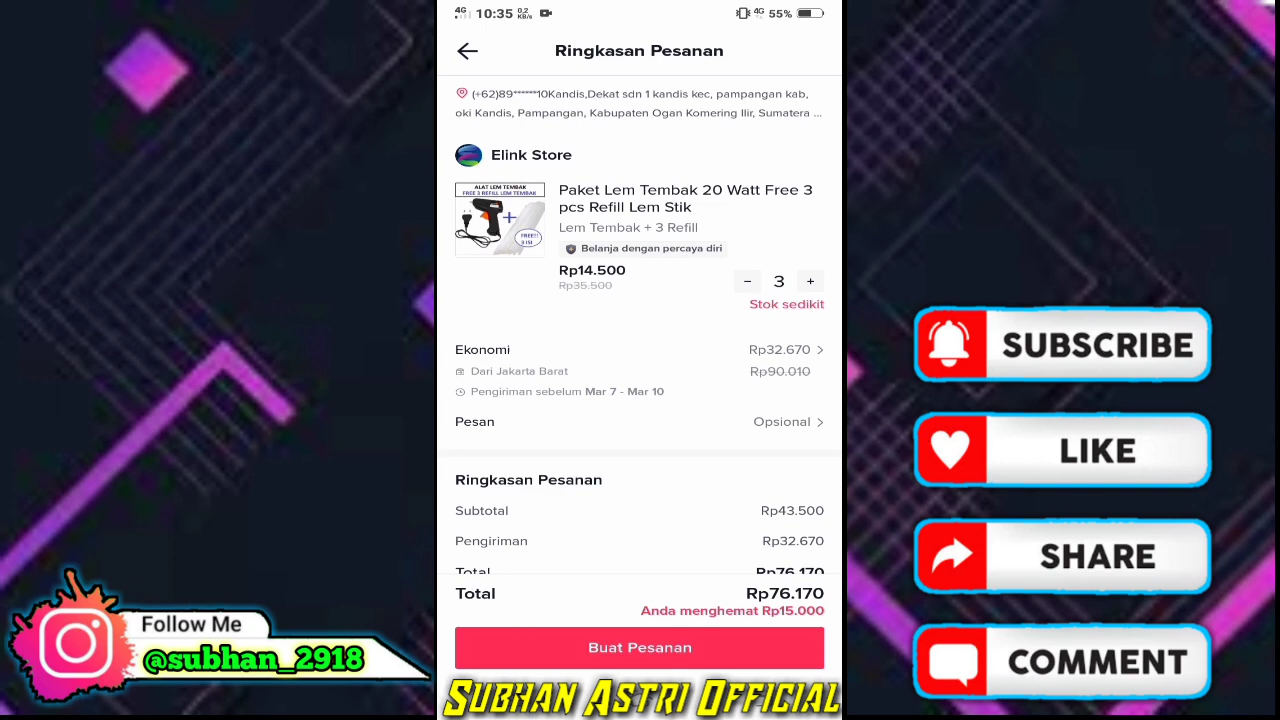 4G 10:35 0,2 KB/s 4G 55%
Ringkasan Pesanan
(+62)89******10Kandis,Dekat sdn 1 kandis kec, pampangan kab,
oki Kandis, Pampangan, Kabupaten Ogan Komering Ilir, Sumatera ...
Elink Store
ALAT LEM TEMBAK
FREE 3 REFILL LEM TEMBAK
FREE!!
3 ISI
Paket Lem Tembak 20 Watt Free 3
pcs Refill Lem Stik
Lem Tembak + 3 Refill
Belanja dengan percaya diri
Rp14.500
Rp35.500
− 3 +
Stok sedikit
Ekonomi Rp32.670
Dari Jakarta Barat Rp90.010
Pengiriman sebelum Mar 7 - Mar 10
Pesan Opsional
Ringkasan Pesanan
Subtotal Rp43.500
Pengiriman Rp32.670
Total Rp76.170
Total Rp76.170
Anda menghemat Rp15.000
Buat Pesanan
SUBHAN ASTRI OFFICIAL
Follow Me
@subhan_2918
SUBSCRIBE
LIKE
SHARE
COMMENT